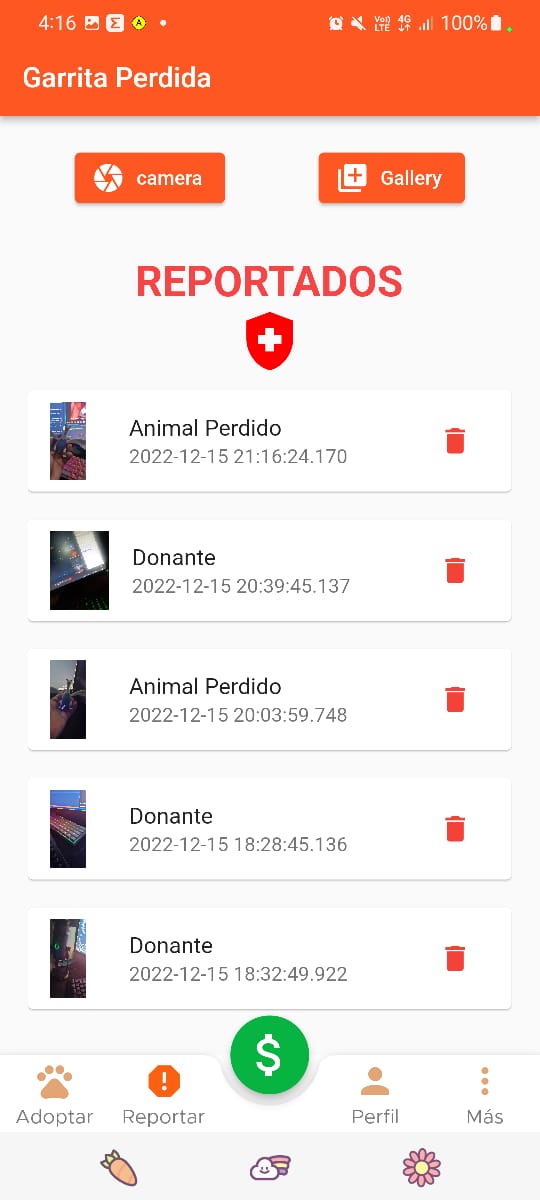 4:16
A
Vo))
LTE
4G
100%
Garrita Perdida
camera
Gallery
REPORTADOS
Animal Perdido
2022-12-15 21:16:24.170
Donante
2022-12-15 20:39:45.137
Animal Perdido
2022-12-15 20:03:59.748
Donante
2022-12-15 18:28:45.136
Donante
2022-12-15 18:32:49.922
$
Adoptar
Reportar
Perfil
Más